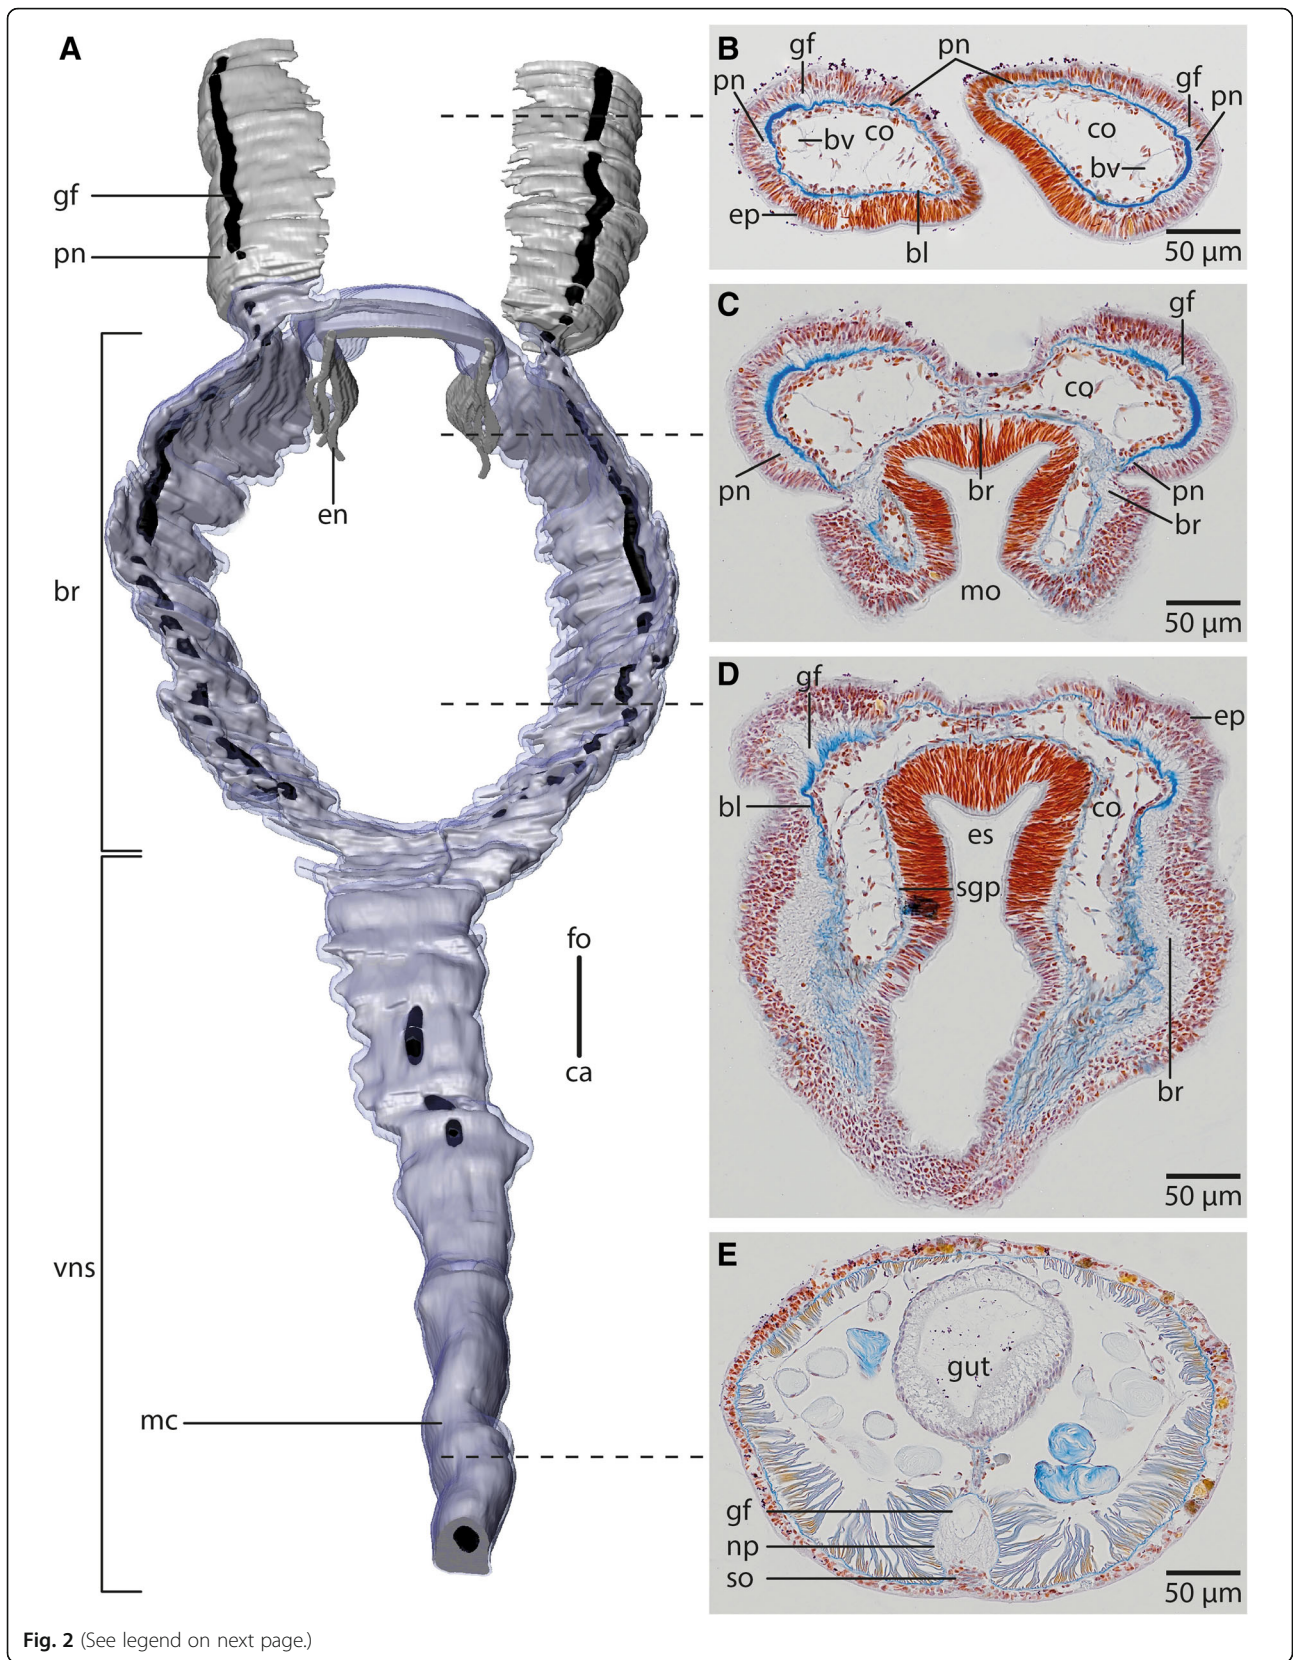 A
gf
pn
br
en
vns
fo
ca
mc
B
gf
pn
pn
gf
pn
bv
co
co
bv
ep
bl
50 µm
C
gf
co
pn
br
pn
br
mo
50 µm
D
gf
ep
bl
co
es
sgp
br
50 µm
E
gut
gf
np
so
50 µm
Fig. 2 (See legend on next page.)